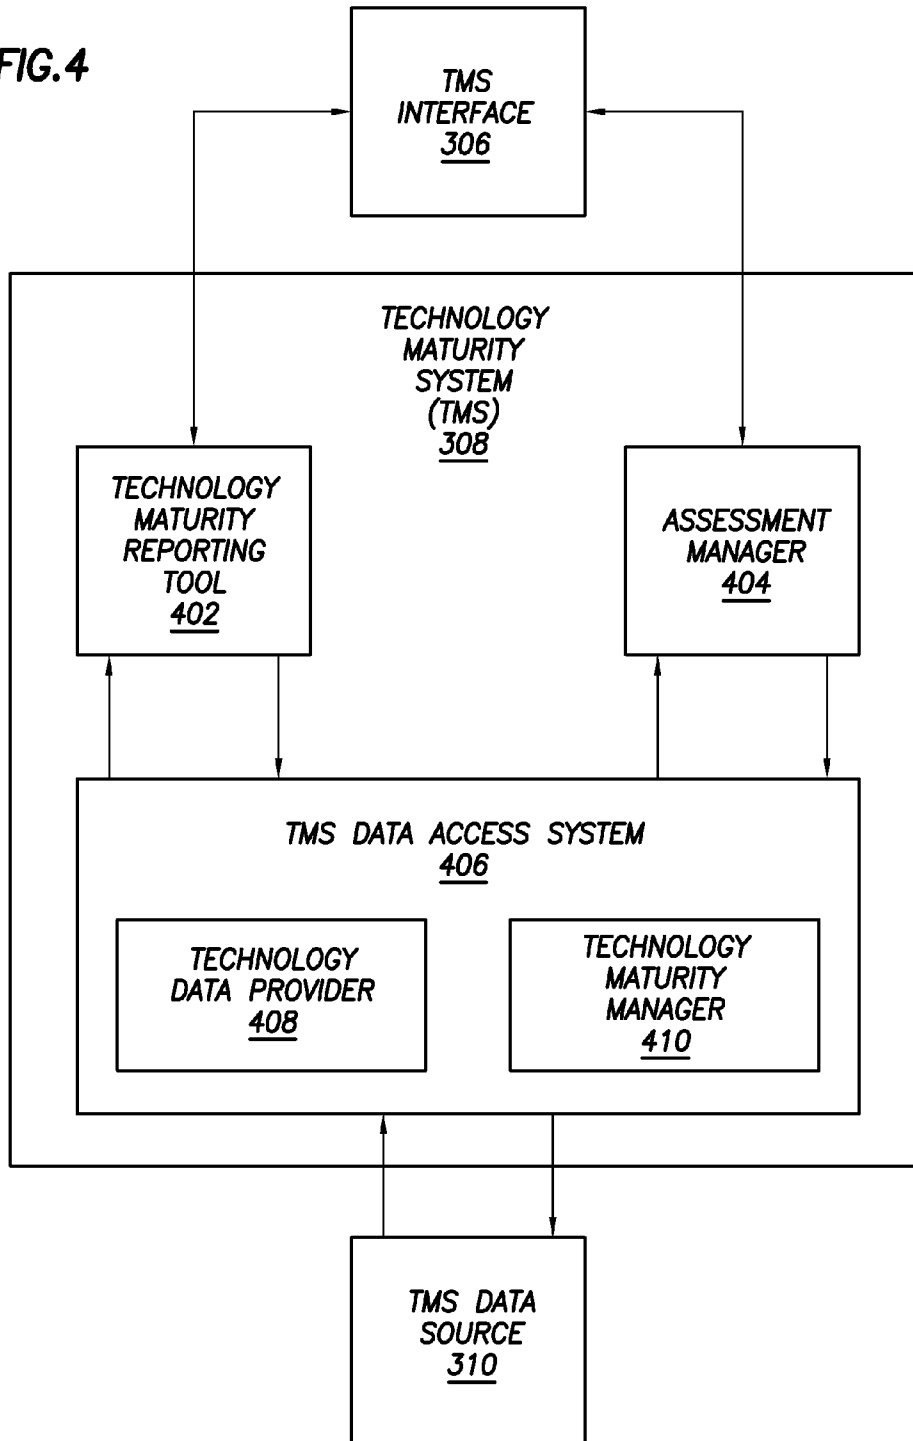 FIG.4
TMS
INTERFACE
306
TECHNOLOGY
MATURITY
SYSTEM
(TMS)
308
TECHNOLOGY
MATURITY
REPORTING
TOOL
402
ASSESSMENT
MANAGER
404
TMS DATA ACCESS SYSTEM
406
TECHNOLOGY
DATA PROVIDER
408
TECHNOLOGY
MATURITY
MANAGER
410
TMS DATA
SOURCE
310